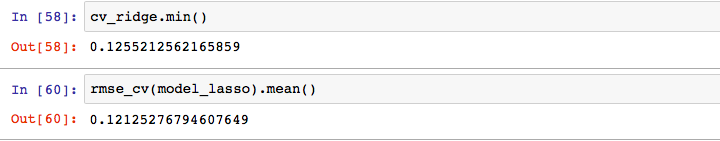 In [58]: cv_ridge.min()
Out[58]: 0.1255212562165859
In [60]: rmse_cv(model_lasso).mean()
Out[60]: 0.12125276794607649